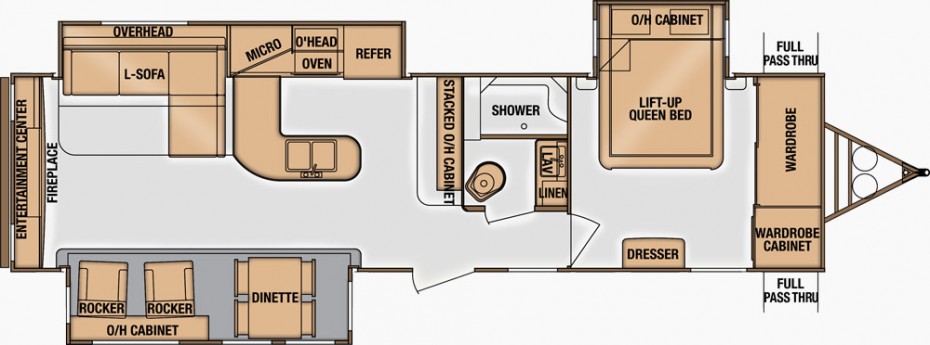 OVERHEAD
L-SOFA
MICRO
O'HEAD
OVEN
REFER
O/H CABINET
LIFT-UP
QUEEN BED
FULL
PASS THRU
ENTERTAINMENT CENTER
FIREPLACE
STACKED O/H CABINET
SHOWER
LAV
LINEN
WARDROBE
WARDROBE
CABINET
DRESSER
ROCKER
ROCKER
O/H CABINET
DINETTE
FULL
PASS THRU